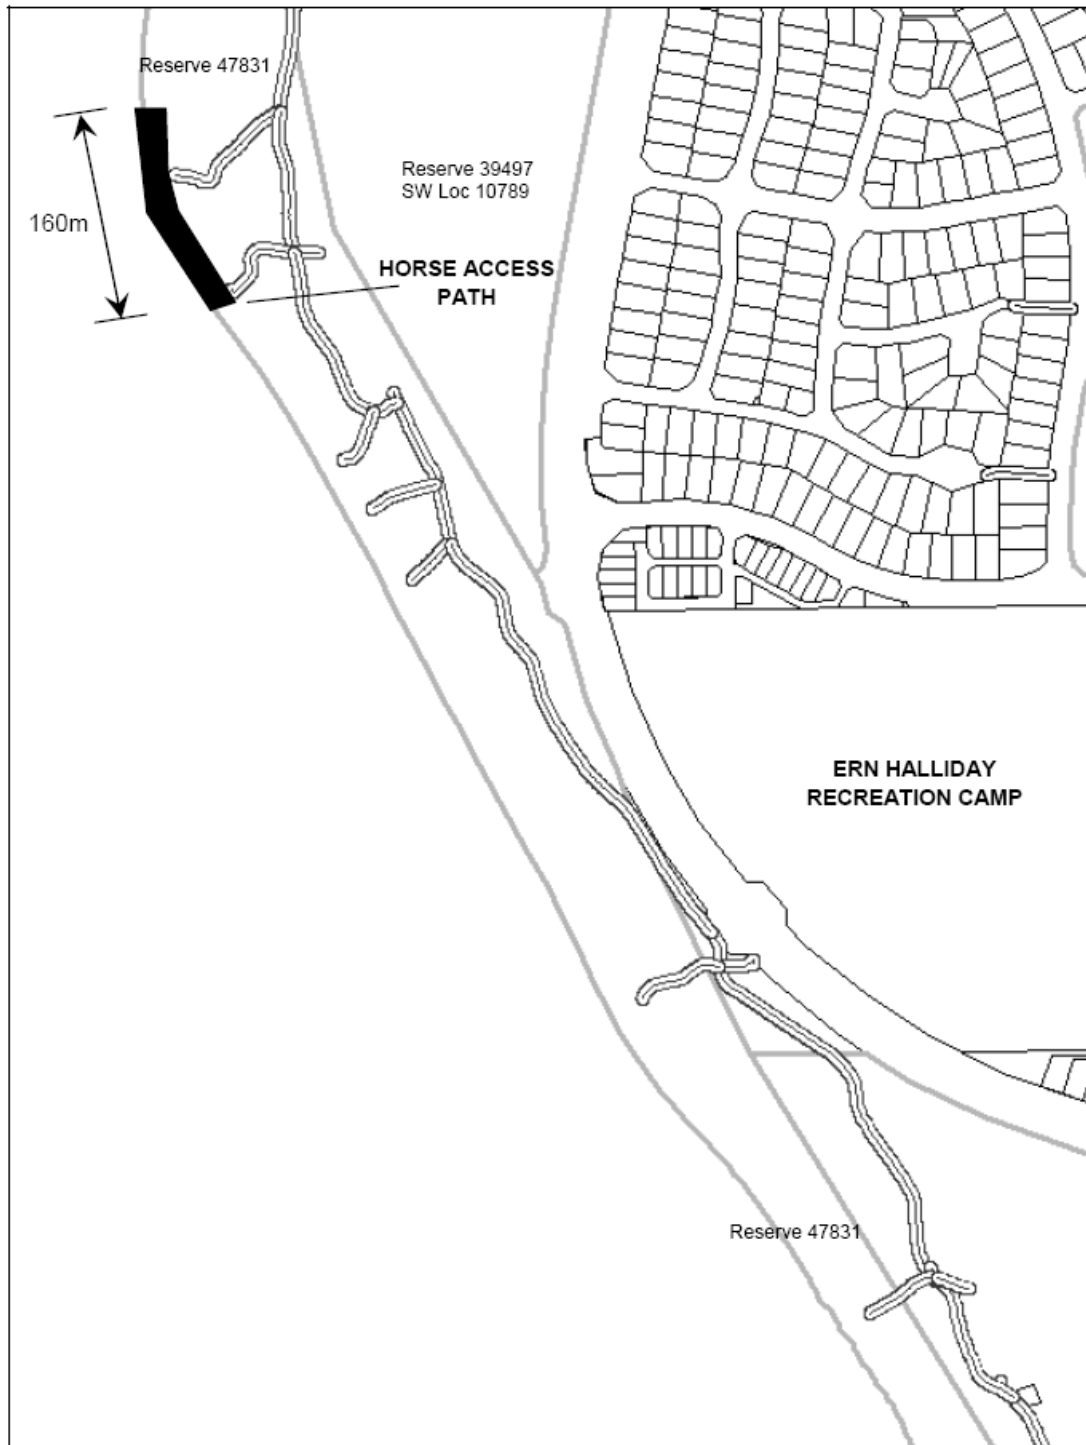 Reserve 47831
Reserve 39497
SW Loc 10789
160m
HORSE ACCESS
PATH
ERN HALLIDAY
RECREATION CAMP
Reserve 47831